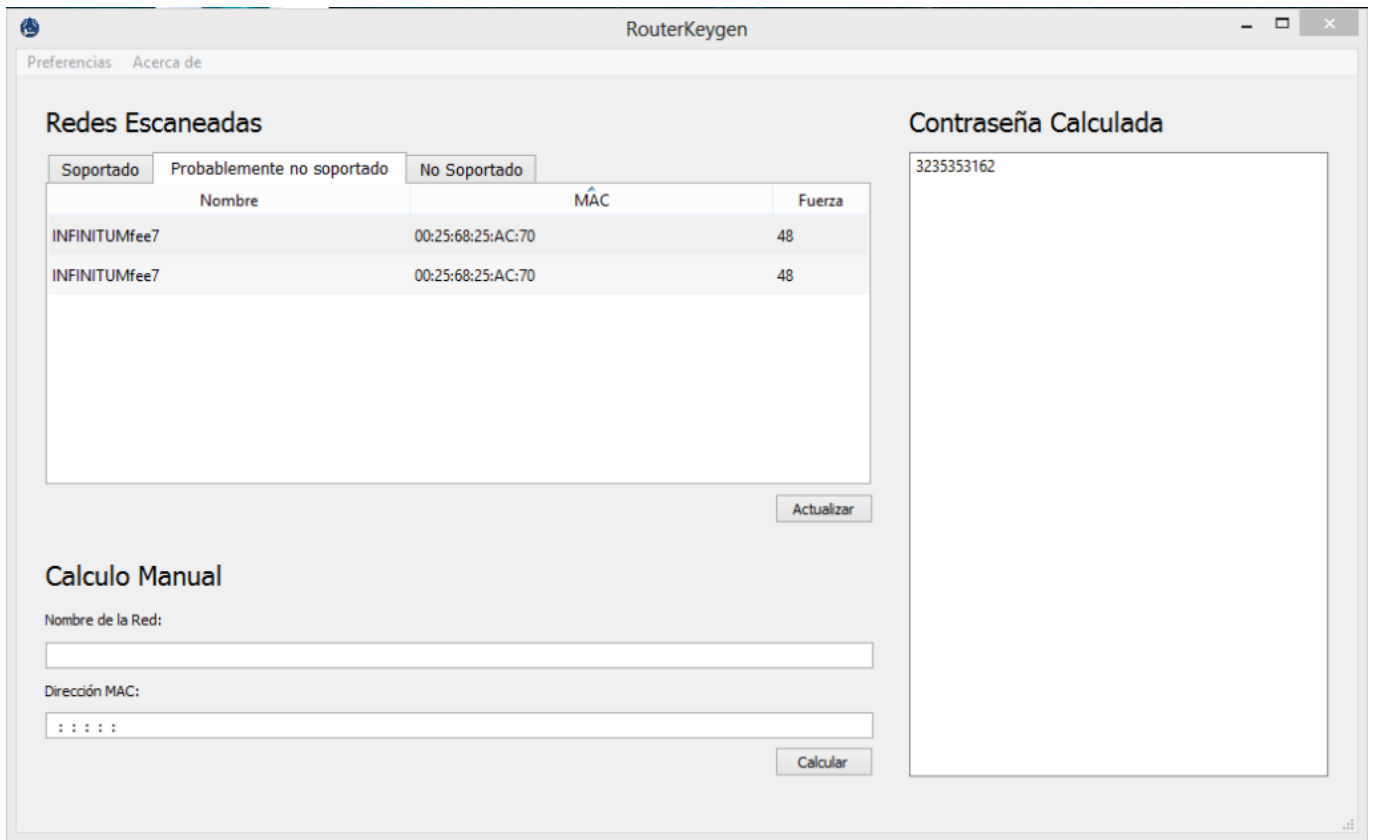 RouterKeygen
Preferencias Acerca de
Redes Escaneadas
Soportado Probablemente no soportado No Soportado
Nombre MAC Fuerza
INFINITUMfee7 00:25:68:25:AC:70 48
INFINITUMfee7 00:25:68:25:AC:70 48
Actualizar
Calculo Manual
Nombre de la Red:
Dirección MAC:
: : : : :
Calcular
Contraseña Calculada
3235353162